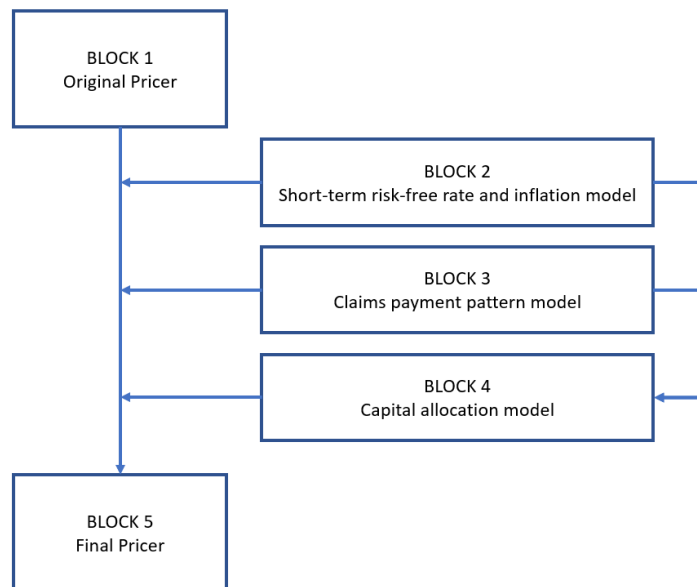 BLOCK 1
Original Pricer
BLOCK 2
Short-term risk-free rate and inflation model
BLOCK 3
Claims payment pattern model
BLOCK 4
Capital allocation model
BLOCK 5
Final Pricer